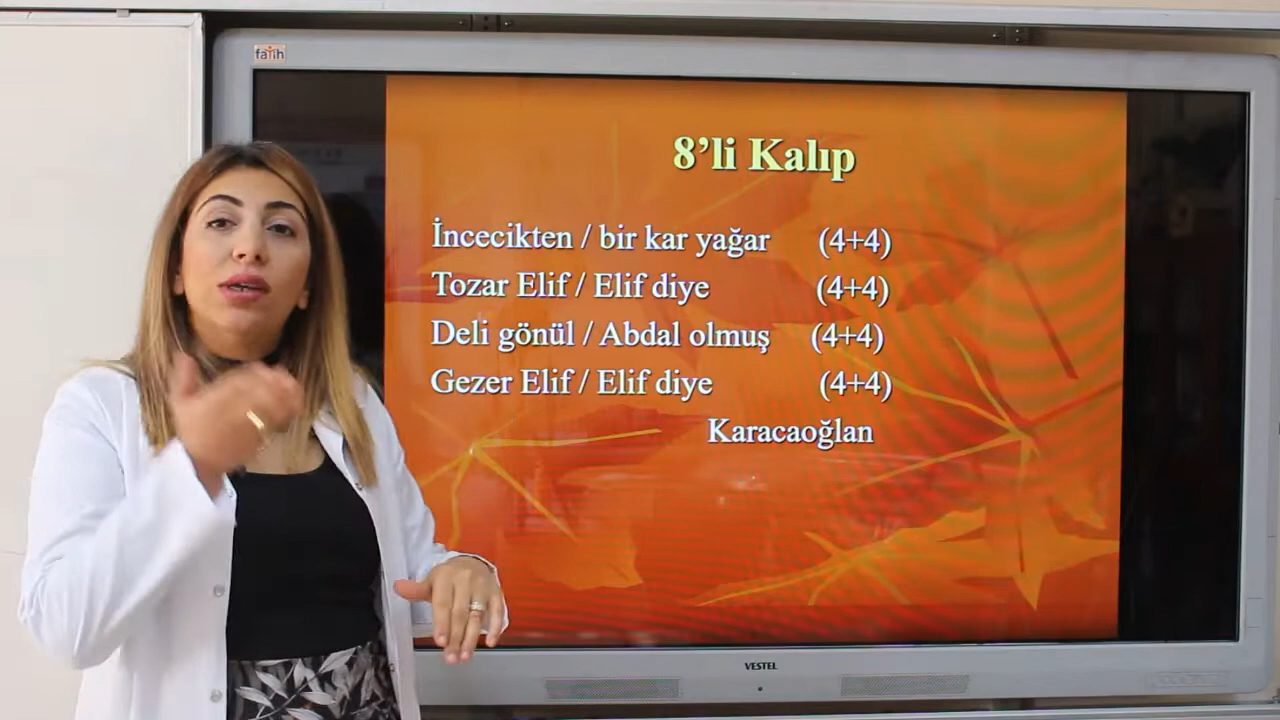 fatih
8’li Kalıp
İncecikten / bir kar yağar (4+4)
Tozar Elif / Elif diye (4+4)
Deli gönül / Abdal olmuş (4+4)
Gezer Elif / Elif diye (4+4)
Karacaoğlan
VESTEL